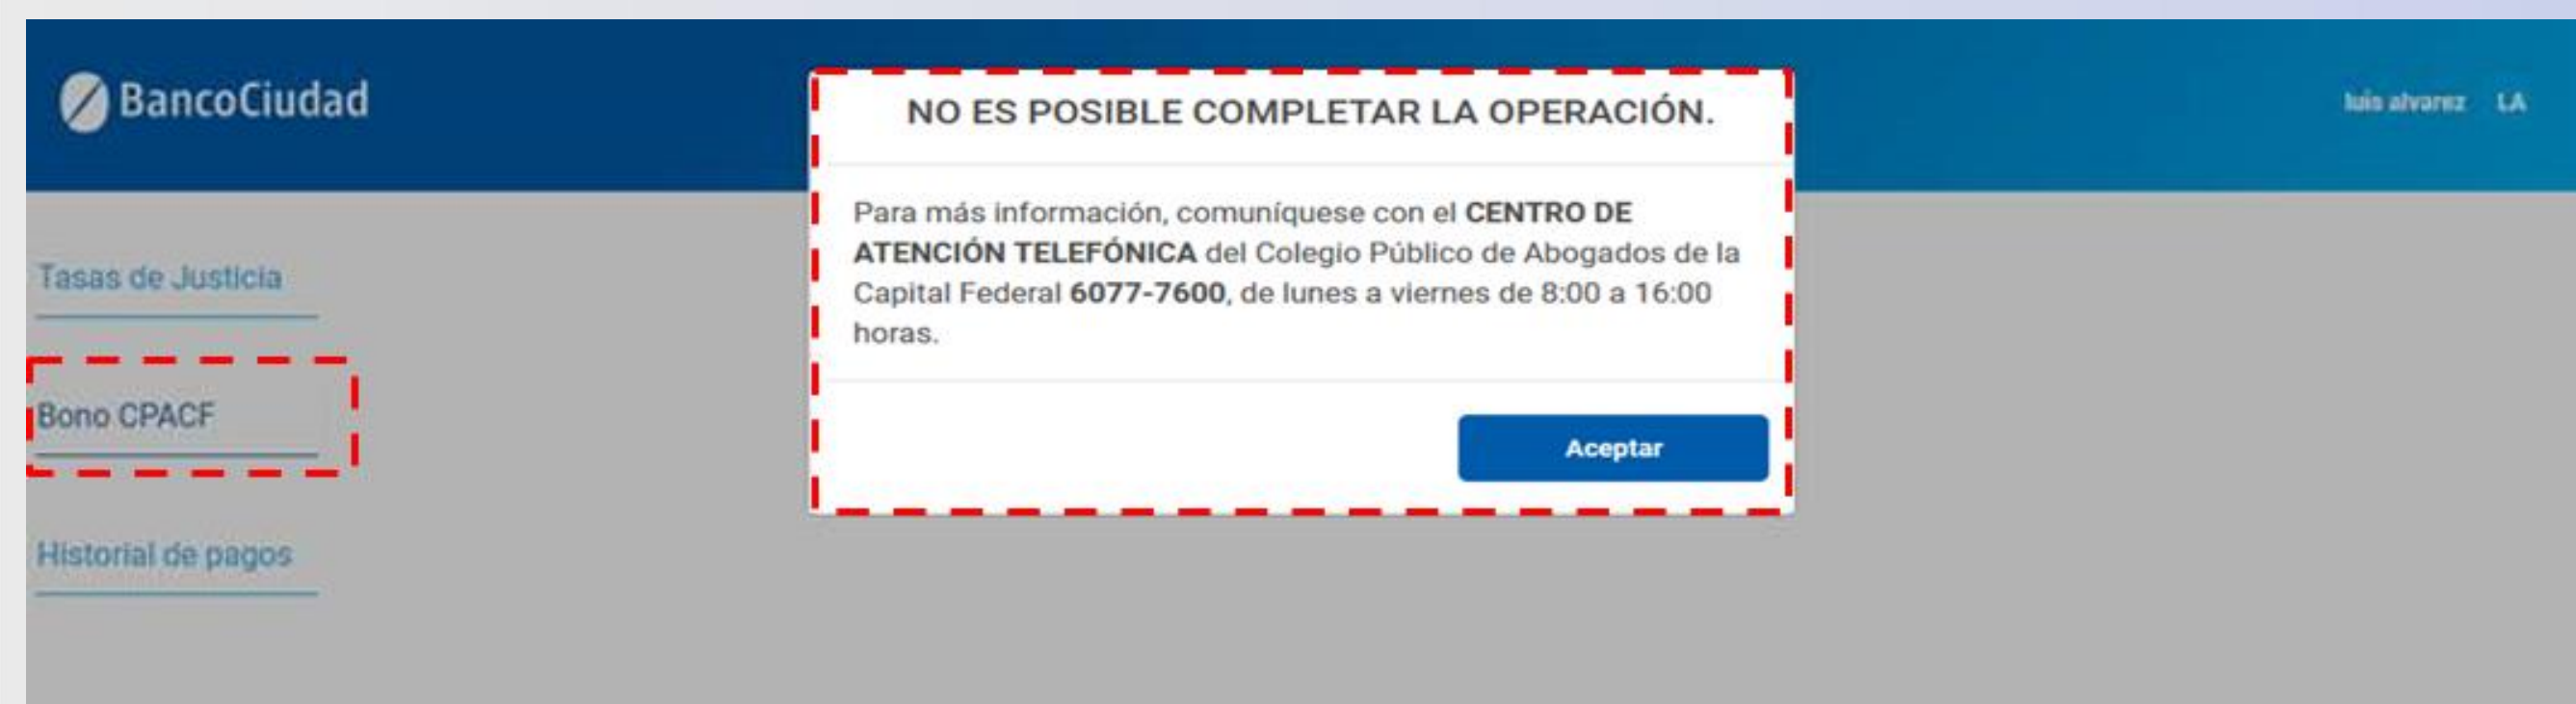 BancoCiudad
luis alvarez LA
NO ES POSIBLE COMPLETAR LA OPERACIÓN.
Para más información, comuníquese con el CENTRO DE
ATENCIÓN TELEFÓNICA del Colegio Público de Abogados de la
Capital Federal 6077-7600, de lunes a viernes de 8:00 a 16:00
horas.
Aceptar
Tasas de Justicia
Bono CPACF
Historial de pagos